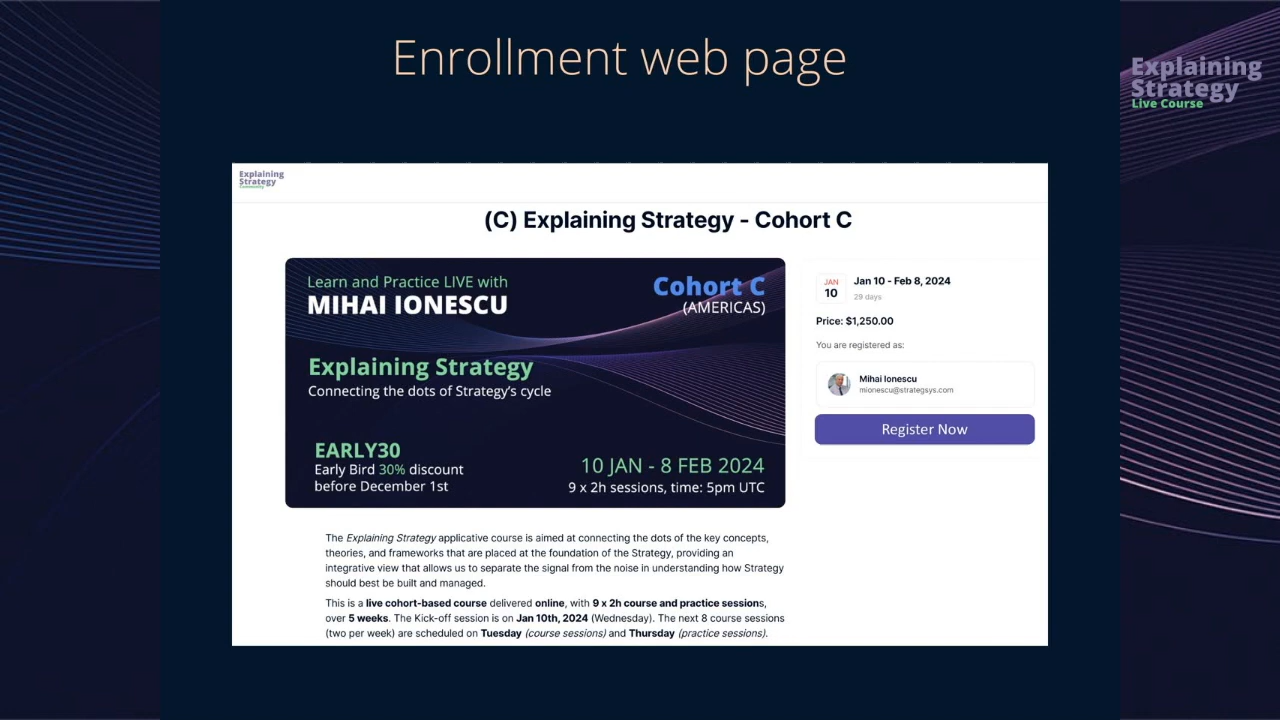 Enrollment web page
Explaining
Strategy
Live Course
Explaining
Strategy
Community
(C) Explaining Strategy - Cohort C
Learn and Practice LIVE with
MIHAI IONESCU
Cohort C
(AMERICAS)
Explaining Strategy
Connecting the dots of Strategy's cycle
EARLY30
Early Bird 30% discount
before December 1st
10 JAN - 8 FEB 2024
9 x 2h sessions, time: 5pm UTC
JAN
10
Jan 10 - Feb 8, 2024
29 days
Price: $1,250.00
You are registered as:
Mihai Ionescu
mionescu@strategsys.com
Register Now
The Explaining Strategy applicative course is aimed at connecting the dots of the key concepts,
theories, and frameworks that are placed at the foundation of the Strategy, providing an
integrative view that allows us to separate the signal from the noise in understanding how Strategy
should best be built and managed.
This is a live cohort-based course delivered online, with 9 x 2h course and practice sessions,
over 5 weeks. The Kick-off session is on Jan 10th, 2024 (Wednesday). The next 8 course sessions
(two per week) are scheduled on Tuesday (course sessions) and Thursday (practice sessions).